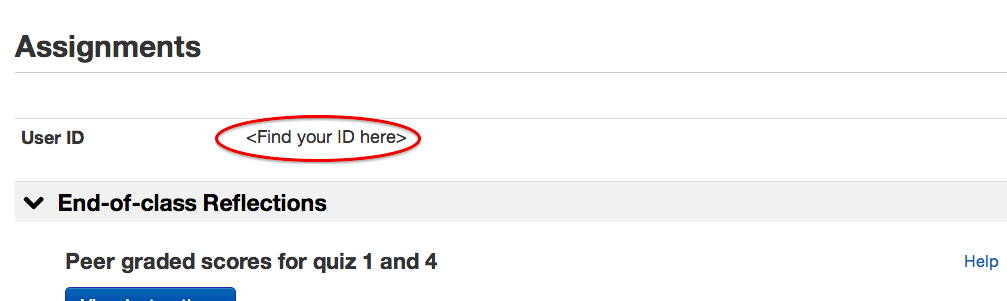 Assignments
User ID <Find your ID here>
End-of-class Reflections
Peer graded scores for quiz 1 and 4 Help